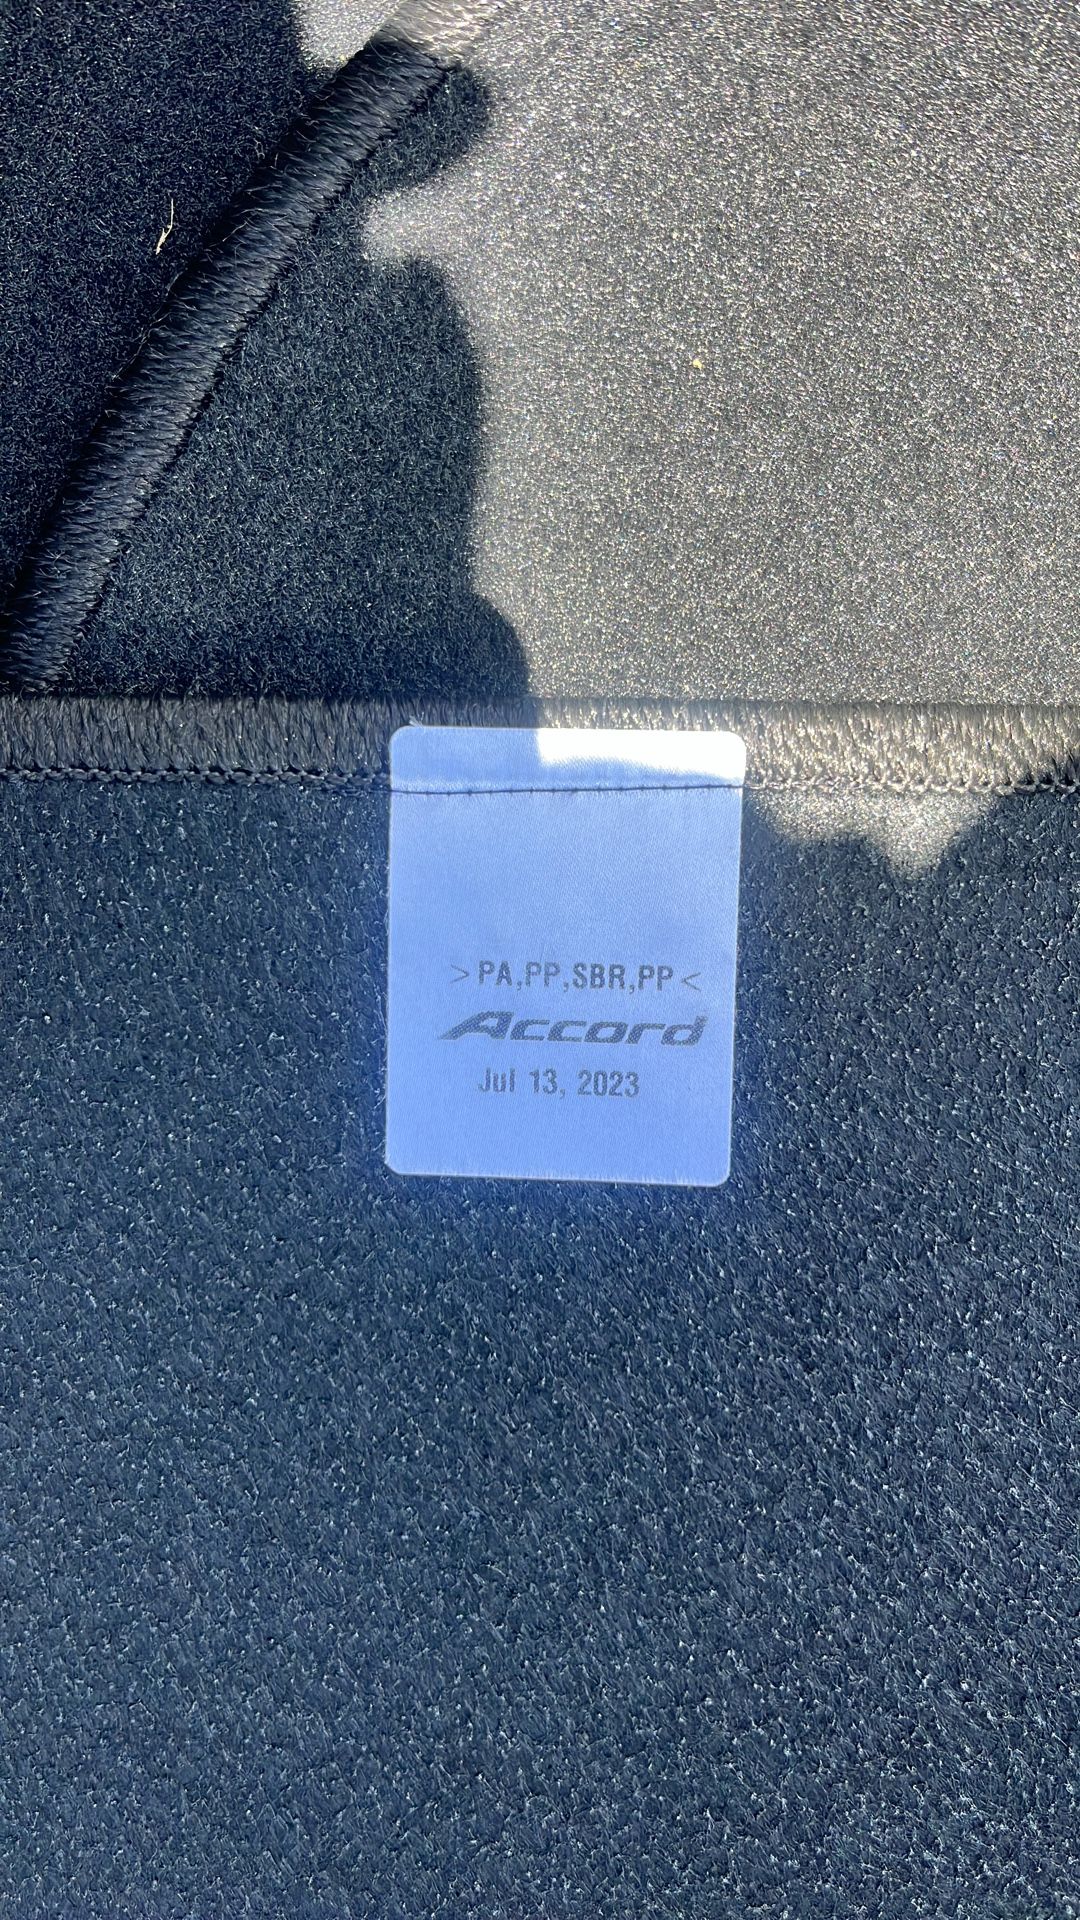 >PA,PP,SBR,PP<
Accord
Jul 13, 2023